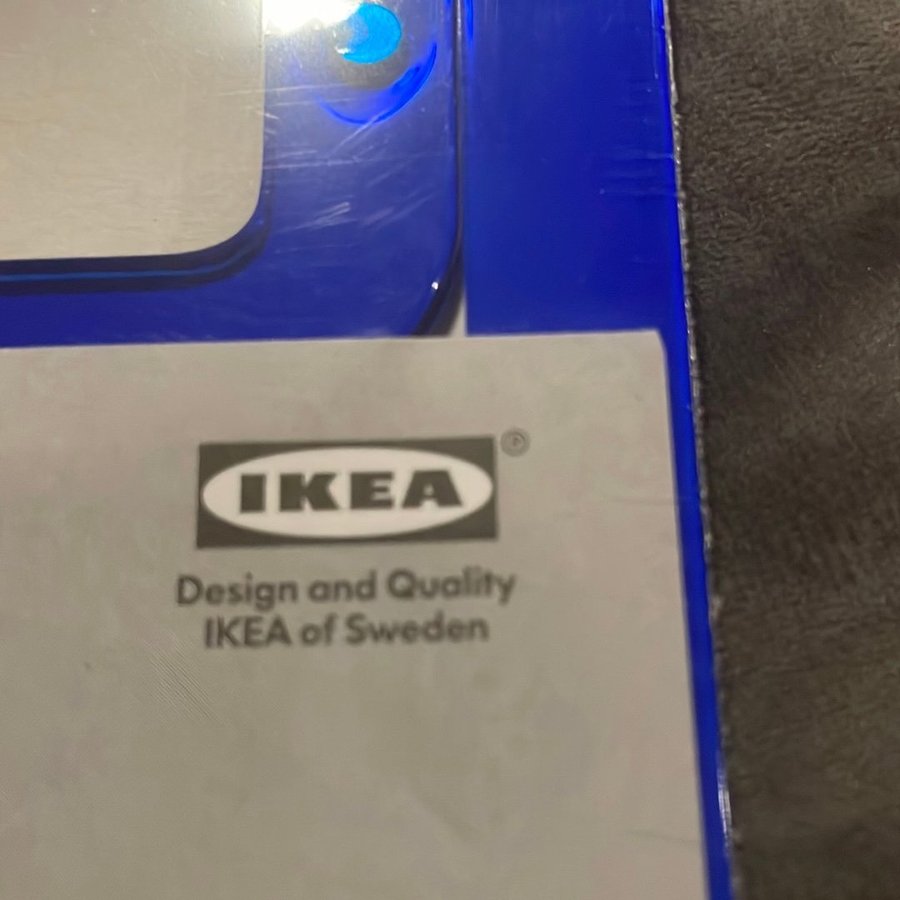 IKEA®
Design and Quality
IKEA of Sweden